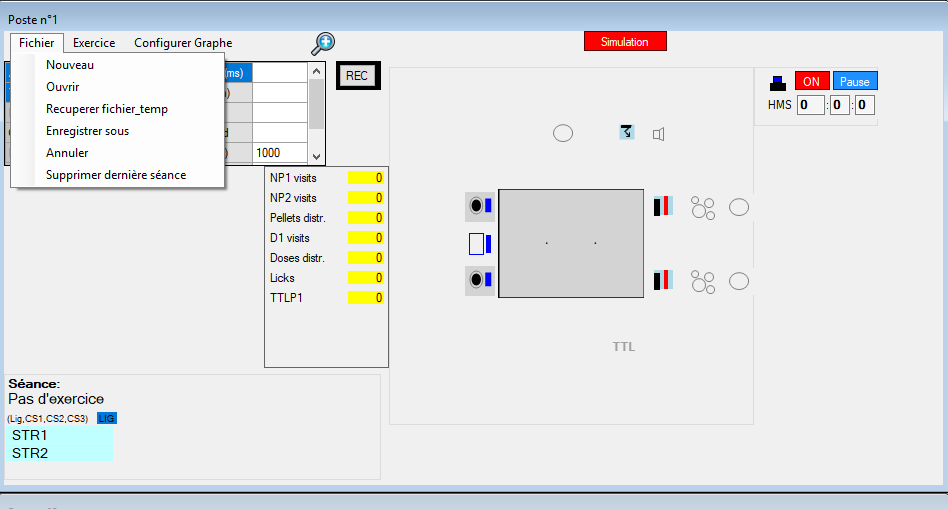 Poste n°1
Fichier Exercice Configurer Graphe
Simulation
Nouveau
Ouvrir
Recuperer fichier_temp
Enregistrer sous
Annuler
Supprimer dernière séance
(ms)
REC
1000
ON Pause
HMS 0 : 0 : 0
NP1 visits 0
NP2 visits 0
Pellets distr. 0
D1 visits 0
Doses distr. 0
Licks 0
TTLP1 0
TTL
Séance:
Pas d'exercice
(Lig,CS1,CS2,CS3) LIG
STR1
STR2